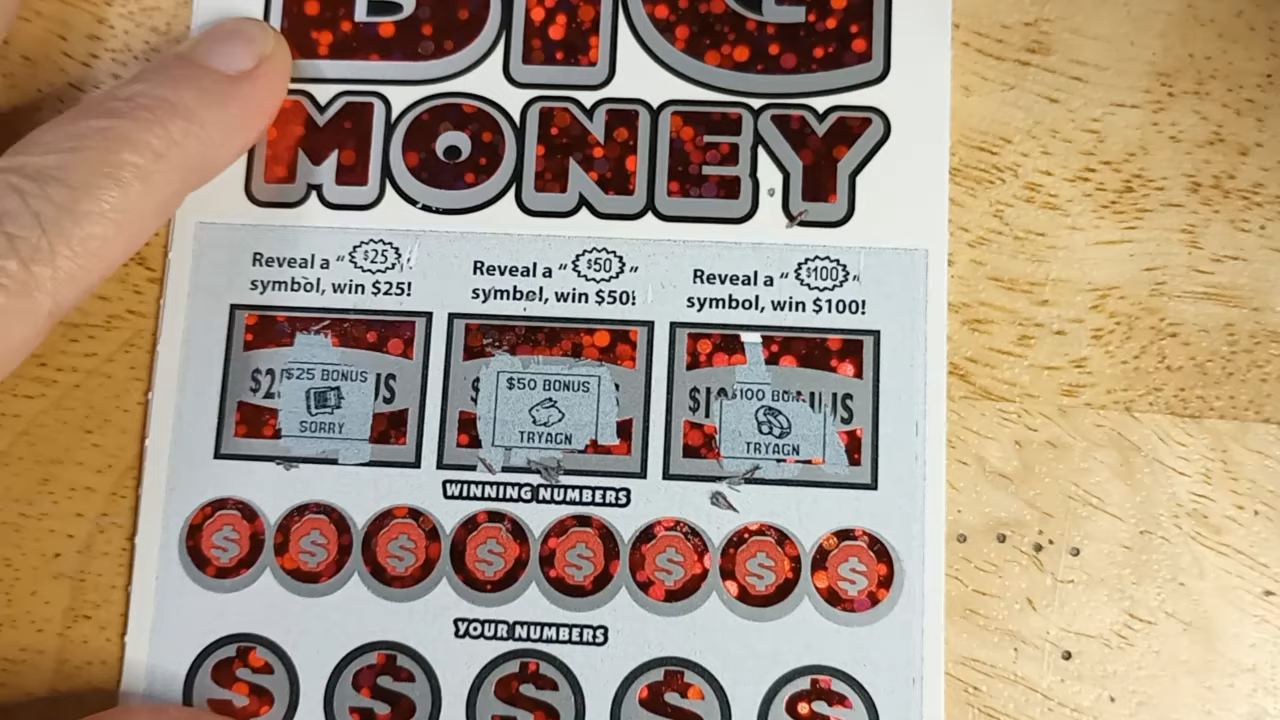 BIG
MONEY
Reveal a "$25"
symbol, win $25!
Reveal a "$50"
symbol, win $50!
Reveal a "$100"
symbol, win $100!
$25 BONUS
SORRY
$50 BONUS
TRYAGN
$100 BONUS
TRYAGN
WINNING NUMBERS
$ $ $ $ $ $ $ $
YOUR NUMBERS
$ $ $ $ $